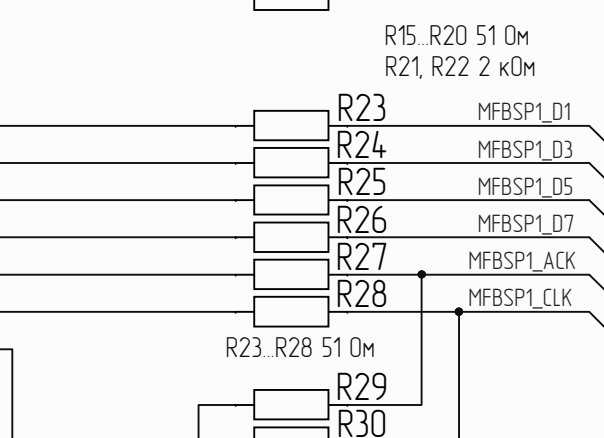 R15...R20 51 Ом
R21, R22 2 кОм
R23 MFBSP1_D1
R24 MFBSP1_D3
R25 MFBSP1_D5
R26 MFBSP1_D7
R27 MFBSP1_ACK
R28 MFBSP1_CLK
R23...R28 51 Ом
R29
R30